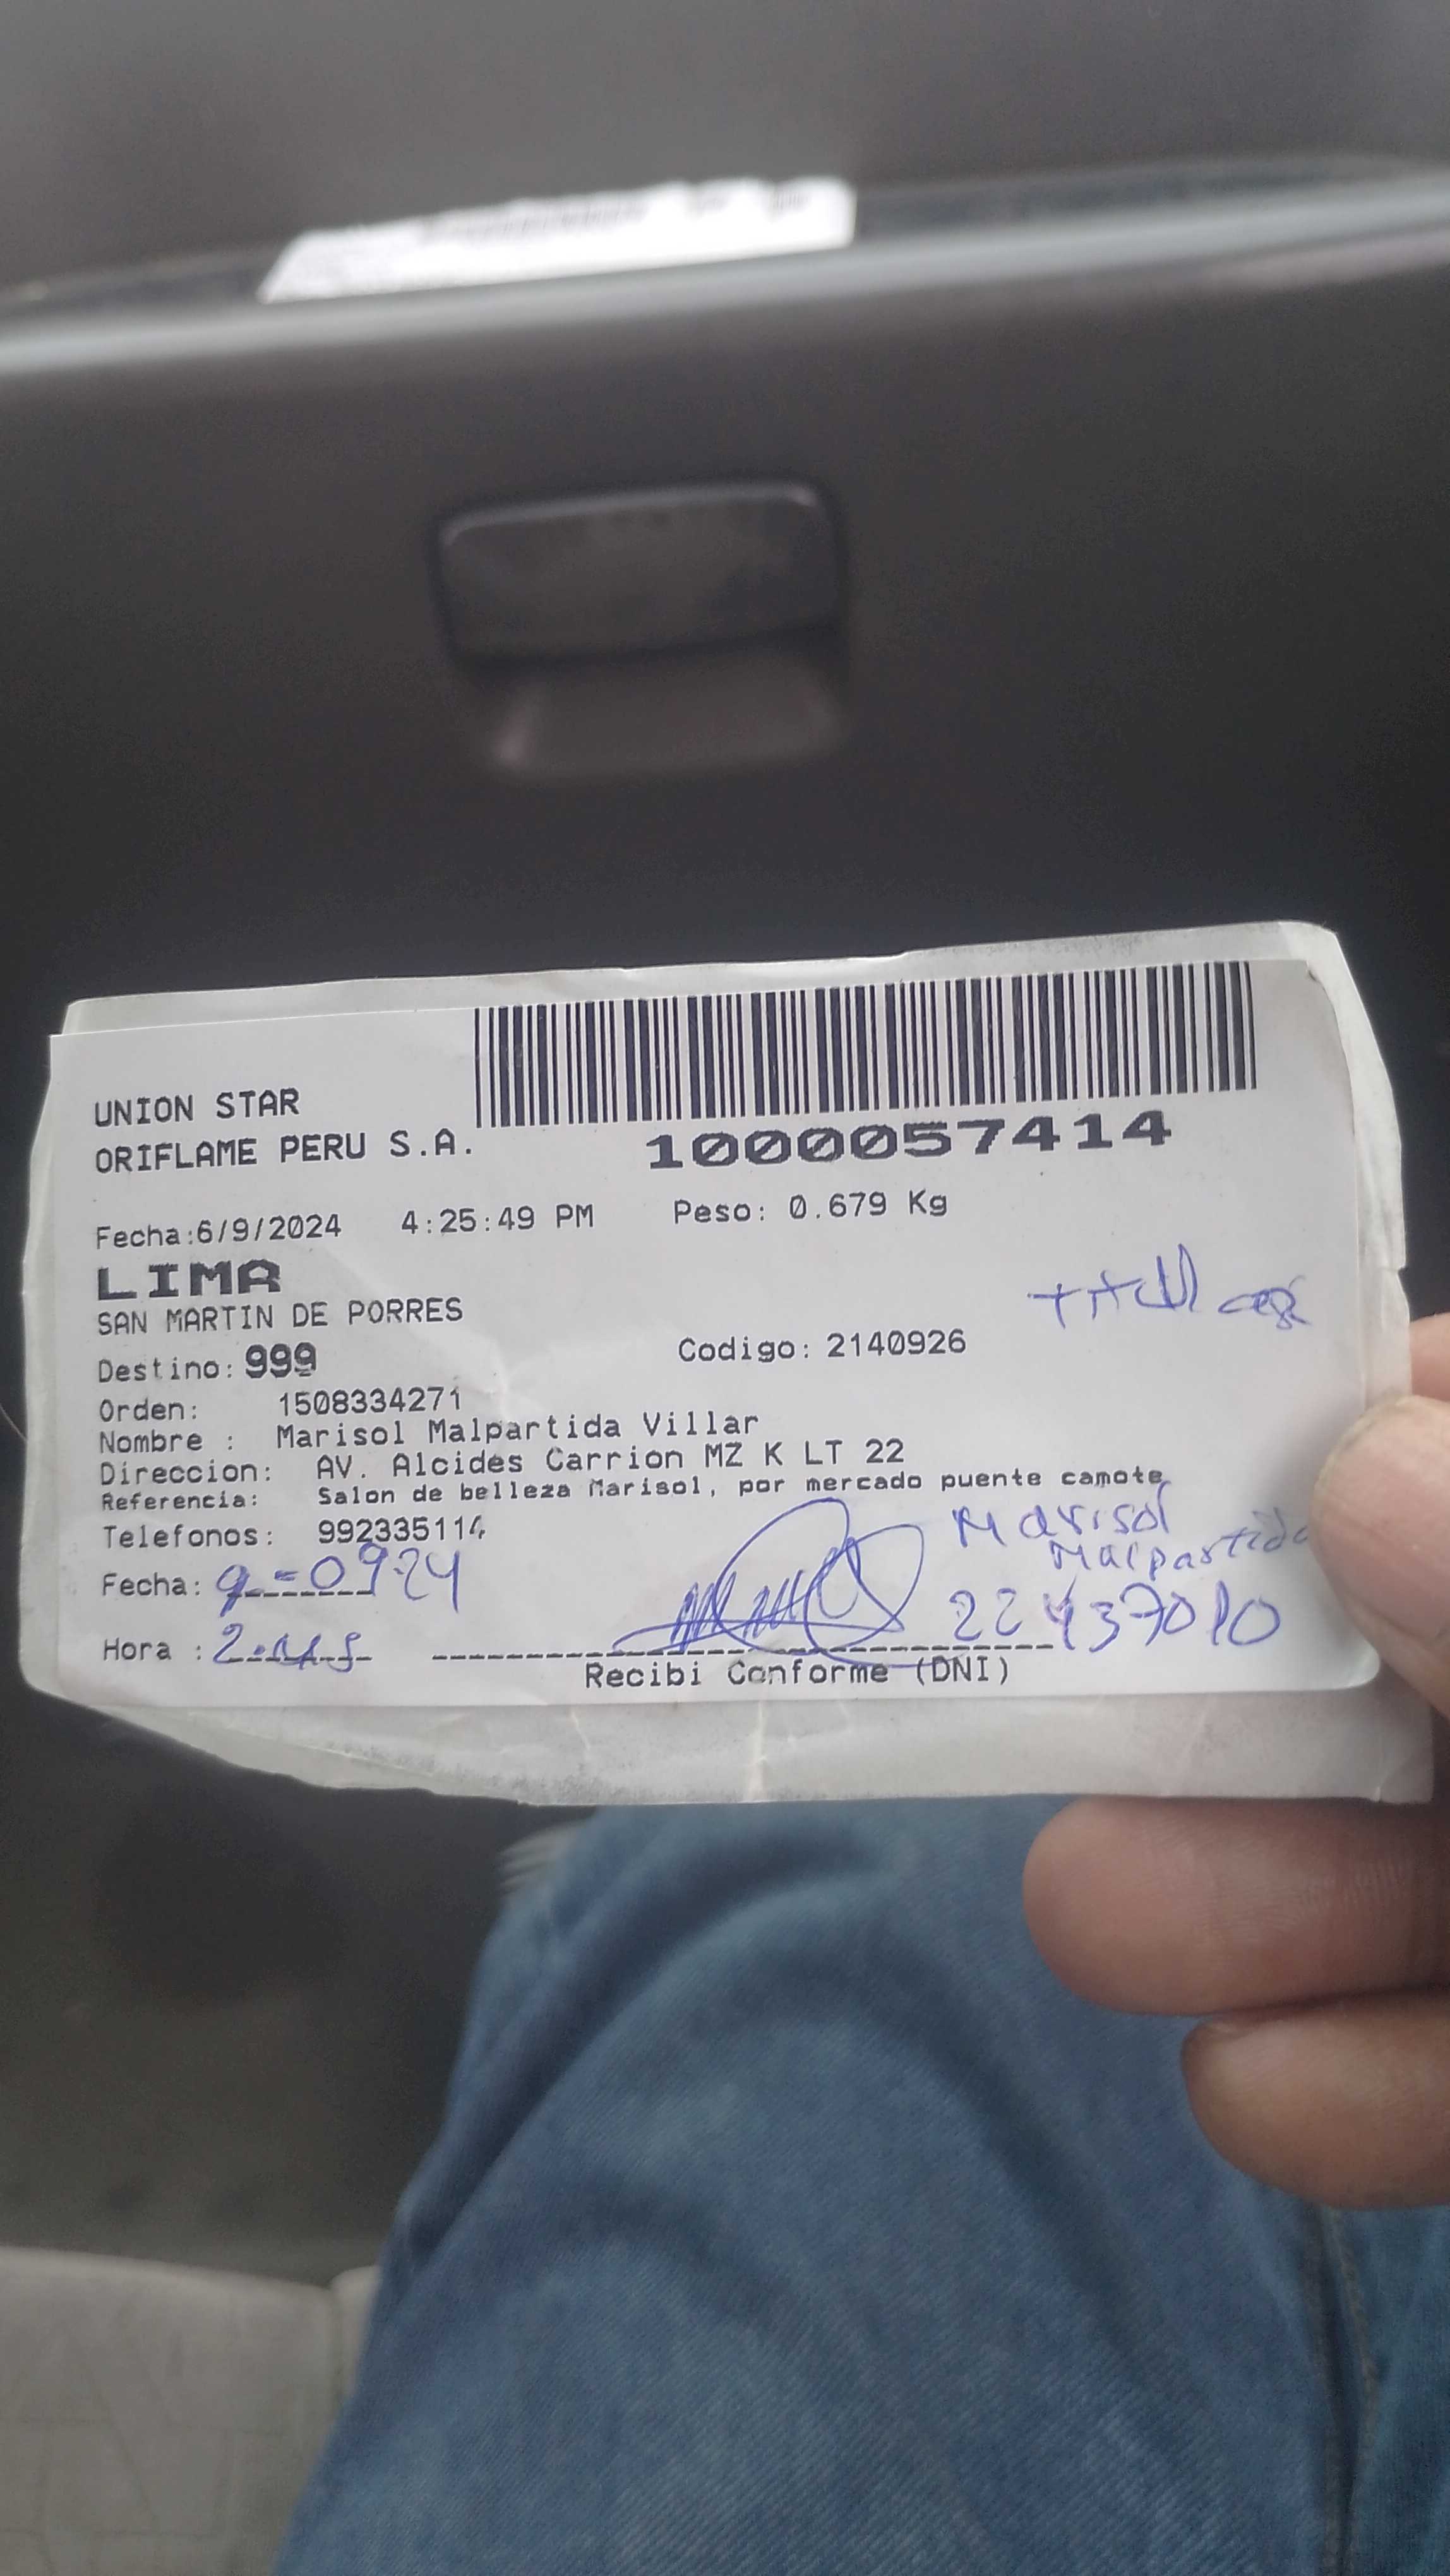 UNION STAR
ORIFLAME PERU S.A.
1000057414
Fecha:6/9/2024 4:25:49 PM Peso: 0.679 Kg
LIMA
SAN MARTIN DE PORRES
Destino: 999 Codigo: 2140926
Orden: 1508334271
Nombre : Marisol Malpartida Villar
Direccion: AV. Alcides Carrion MZ K LT 22
Referencia: Salon de belleza Marisol, por mercado puente camote
Telefonos: 992335114
Marisol
Malpartida
Fecha: 9-09-24
22437010
Hora :
Recibi Conforme (DNI)